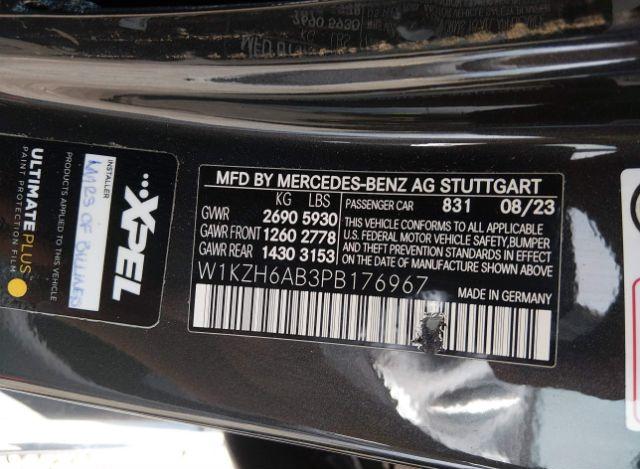 MFD BY MERCEDES-BENZ AG STUTTGART
KG LBS PASSENGER CAR 831 08/23
GWR 2690 5930
GAWR FRONT 1260 2778
GAWR REAR 1430 3153
THIS VEHICLE CONFORMS TO ALL APPLICABLE
U.S. FEDERAL MOTOR VEHICLE SAFETY, BUMPER
AND THEFT PREVENTION STANDARDS IN EFFECT
ON THE DATE OF MANUFACTURE SHOWN ABOVE
W1KZH6AB3PB176967
MADE IN GERMANY
XPEL
INSTALLER
PRODUCTS APPLIED TO THIS VEHICLE
ULTIMATE PLUS
PAINT PROTECTION FILM